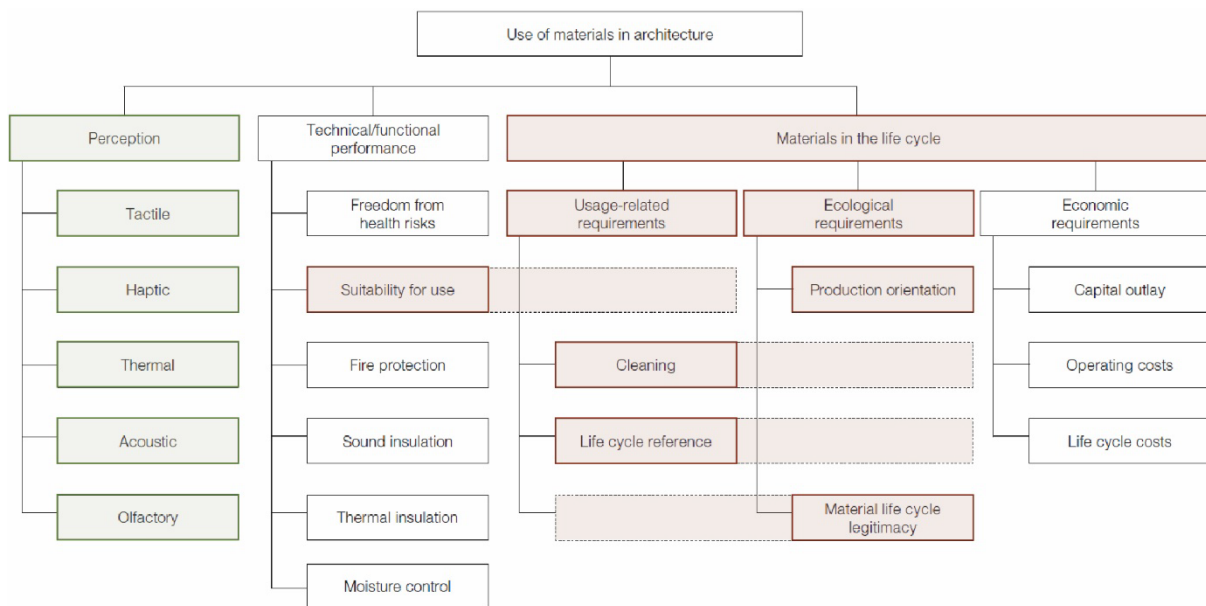 Use of materials in architecture
Perception
Technical/functional
performance
Materials in the life cycle
Tactile
Freedom from
health risks
Usage-related
requirements
Ecological
requirements
Economic
requirements
Haptic
Suitability for use
Production orientation
Capital outlay
Thermal
Fire protection
Cleaning
Operating costs
Acoustic
Sound insulation
Life cycle reference
Life cycle costs
Olfactory
Thermal insulation
Material life cycle
legitimacy
Moisture control